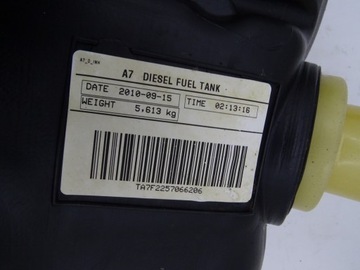 A7   DIESEL FUEL TANK
DATE   2010-09-15   TIME   02:13:16
WEIGHT   5,613 kg
TA7F2257066206